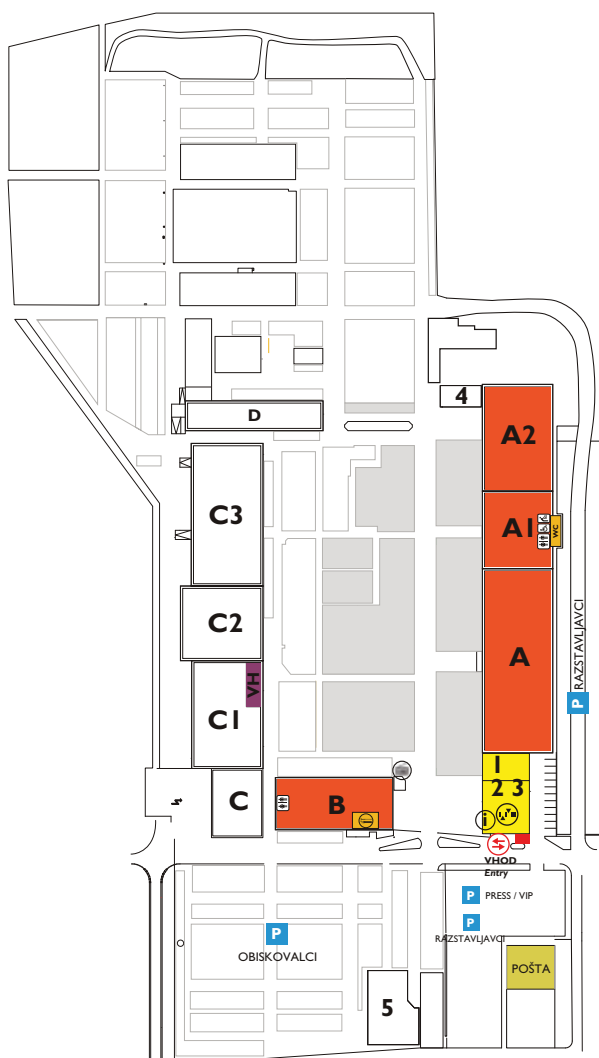 4
D
A2
C3
A1
WC
C2
A
P RAZSTAVLJAVCI
VH
C1
1
C
B
2 3
i
VHOD
Entry
P PRESS / VIP
P
RAZSTAVLJAVCI
P
OBISKOVALCI
POŠTA
5